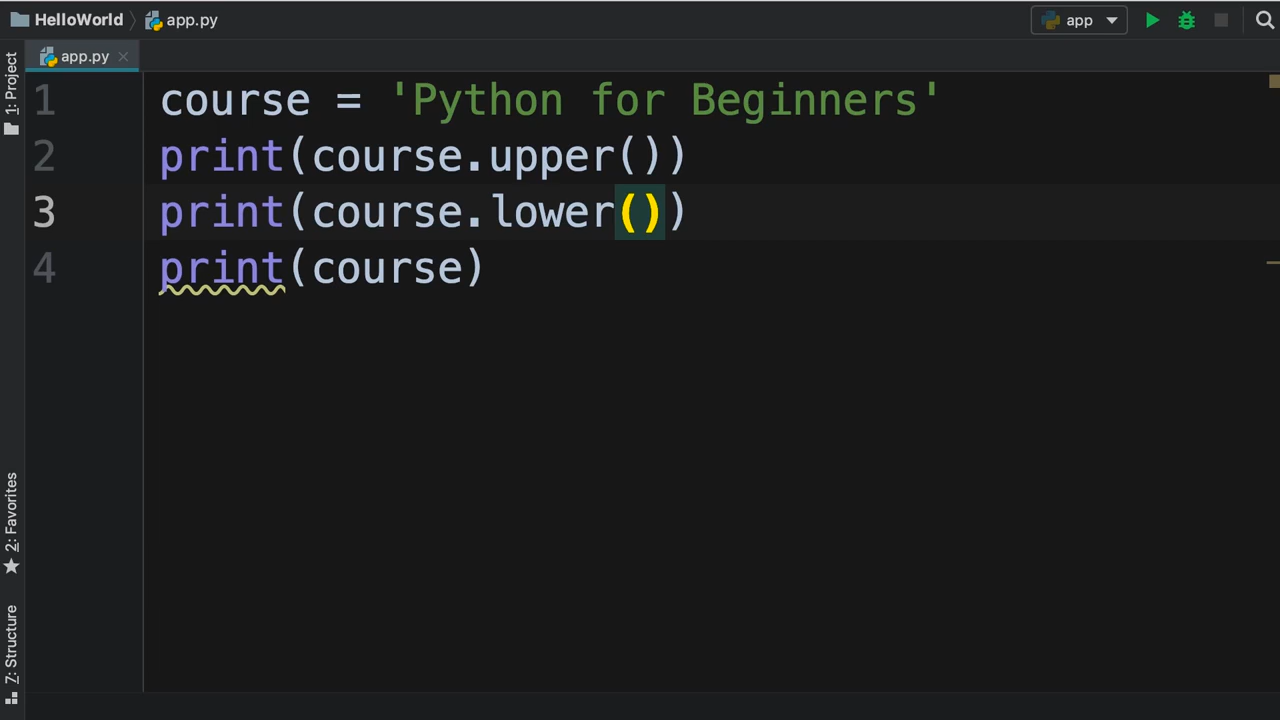 HelloWorld app.py app
app.py
1: Project
1 course = 'Python for Beginners'
2 print(course.upper())
3 print(course.lower())
4 print(course)
2: Favorites
7: Structure